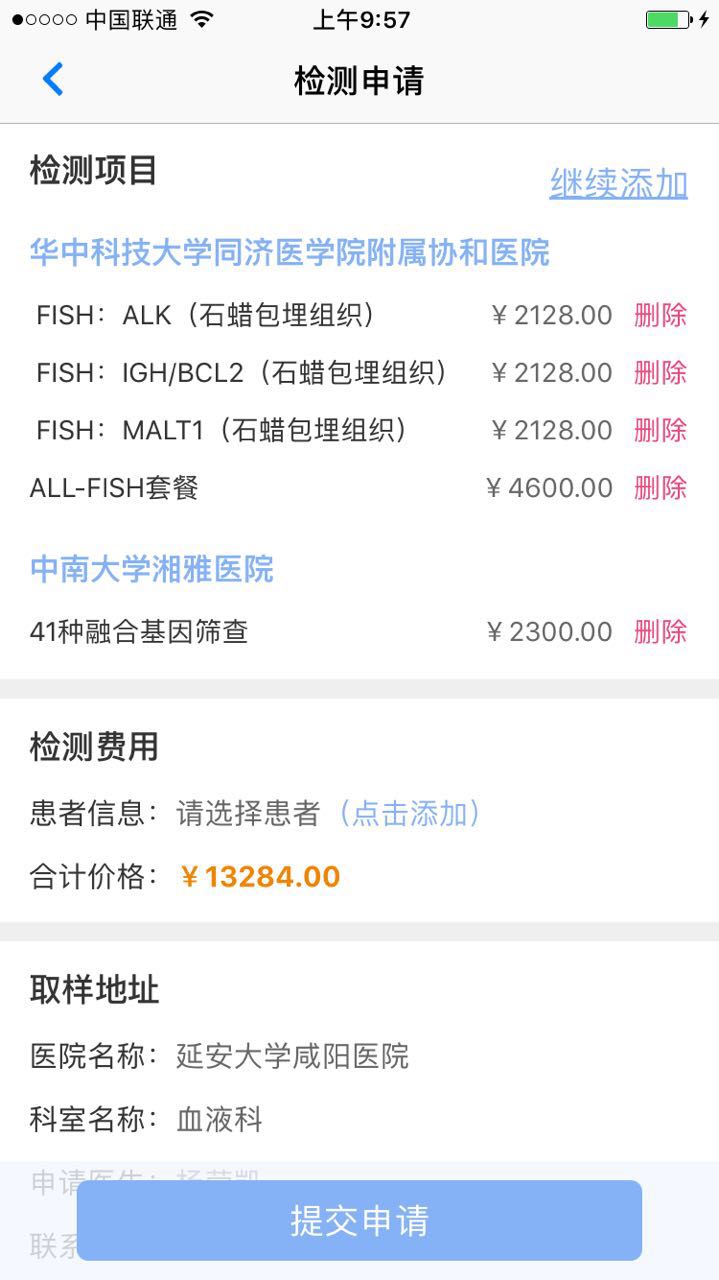 中国联通 上午9:57
检测申请
检测项目
继续添加
华中科技大学同济医学院附属协和医院
FISH：ALK（石蜡包埋组织） ￥2128.00 删除
FISH：IGH/BCL2（石蜡包埋组织） ￥2128.00 删除
FISH：MALT1（石蜡包埋组织） ￥2128.00 删除
ALL-FISH套餐 ￥4600.00 删除
中南大学湘雅医院
41种融合基因筛查 ￥2300.00 删除
检测费用
患者信息：请选择患者（点击添加）
合计价格：￥13284.00
取样地址
医院名称：延安大学咸阳医院
科室名称：血液科
申请医生：
联系
提交申请